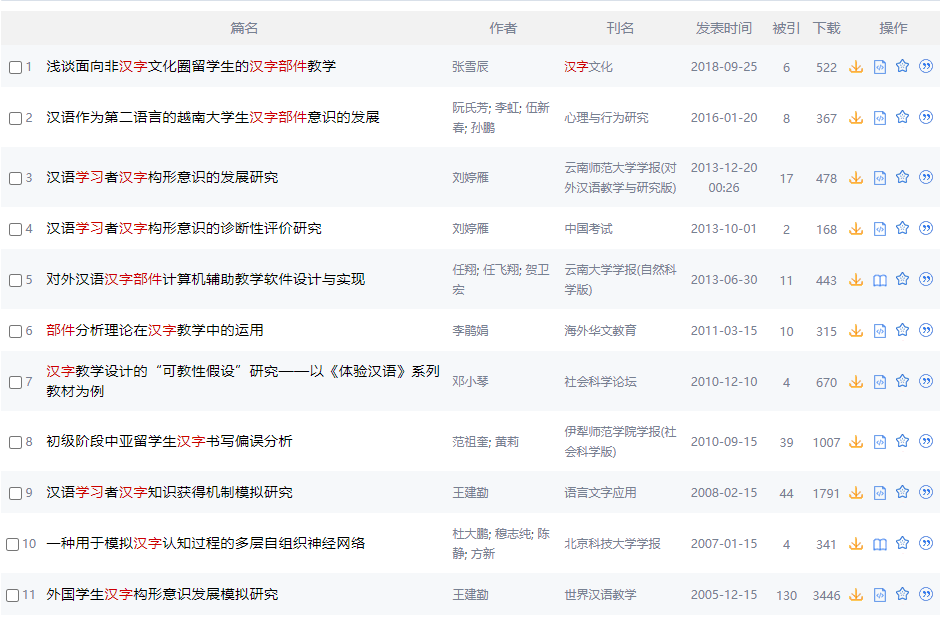 篇名 作者 刊名 发表时间 被引 下载 操作
1 浅谈面向非汉字文化圈留学生的汉字部件教学 张雪辰 汉字文化 2018-09-25 6 522
2 汉语作为第二语言的越南大学生汉字部件意识的发展 阮氏芳; 李虹; 伍新春; 孙鹏 心理与行为研究 2016-01-20 8 367
3 汉语学习者汉字构形意识的发展研究 刘婷雁 云南师范大学学报(对外汉语教学与研究版) 2013-12-20 00:26 17 478
4 汉语学习者汉字构形意识的诊断性评价研究 刘婷雁 中国考试 2013-10-01 2 168
5 对外汉语汉字部件计算机辅助教学软件设计与实现 任翔; 任飞翔; 贺卫宏 云南大学学报(自然科学版) 2013-06-30 11 443
6 部件分析理论在汉字教学中的运用 李鹊娟 海外华文教育 2011-03-15 10 315
7 汉字教学设计的“可教性假设”研究——以《体验汉语》系列教材为例 邓小琴 社会科学论坛 2010-12-10 4 670
8 初级阶段中亚留学生汉字书写偏误分析 范祖奎; 黄莉 伊犁师范学院学报(社会科学版) 2010-09-15 39 1007
9 汉语学习者汉字知识获得机制模拟研究 王建勤 语言文字应用 2008-02-15 44 1791
10 一种用于模拟汉字认知过程的多层自组织神经网络 杜大鹏; 穆志纯; 陈静; 方新 北京科技大学学报 2007-01-15 4 341
11 外国学生汉字构形意识发展模拟研究 王建勤 世界汉语教学 2005-12-15 130 3446